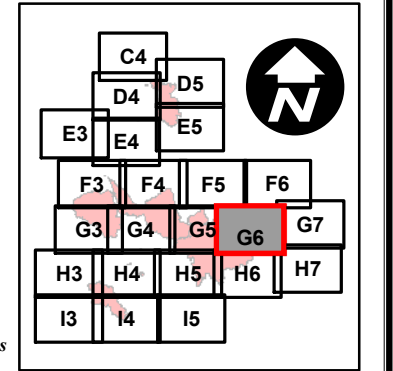 C4
D4 D5
E3 E4 E5
N
F3 F4 F5 F6
G3 G4 G5 G6 G7
H3 H4 H5 H6 H7
I3 I4 I5
s